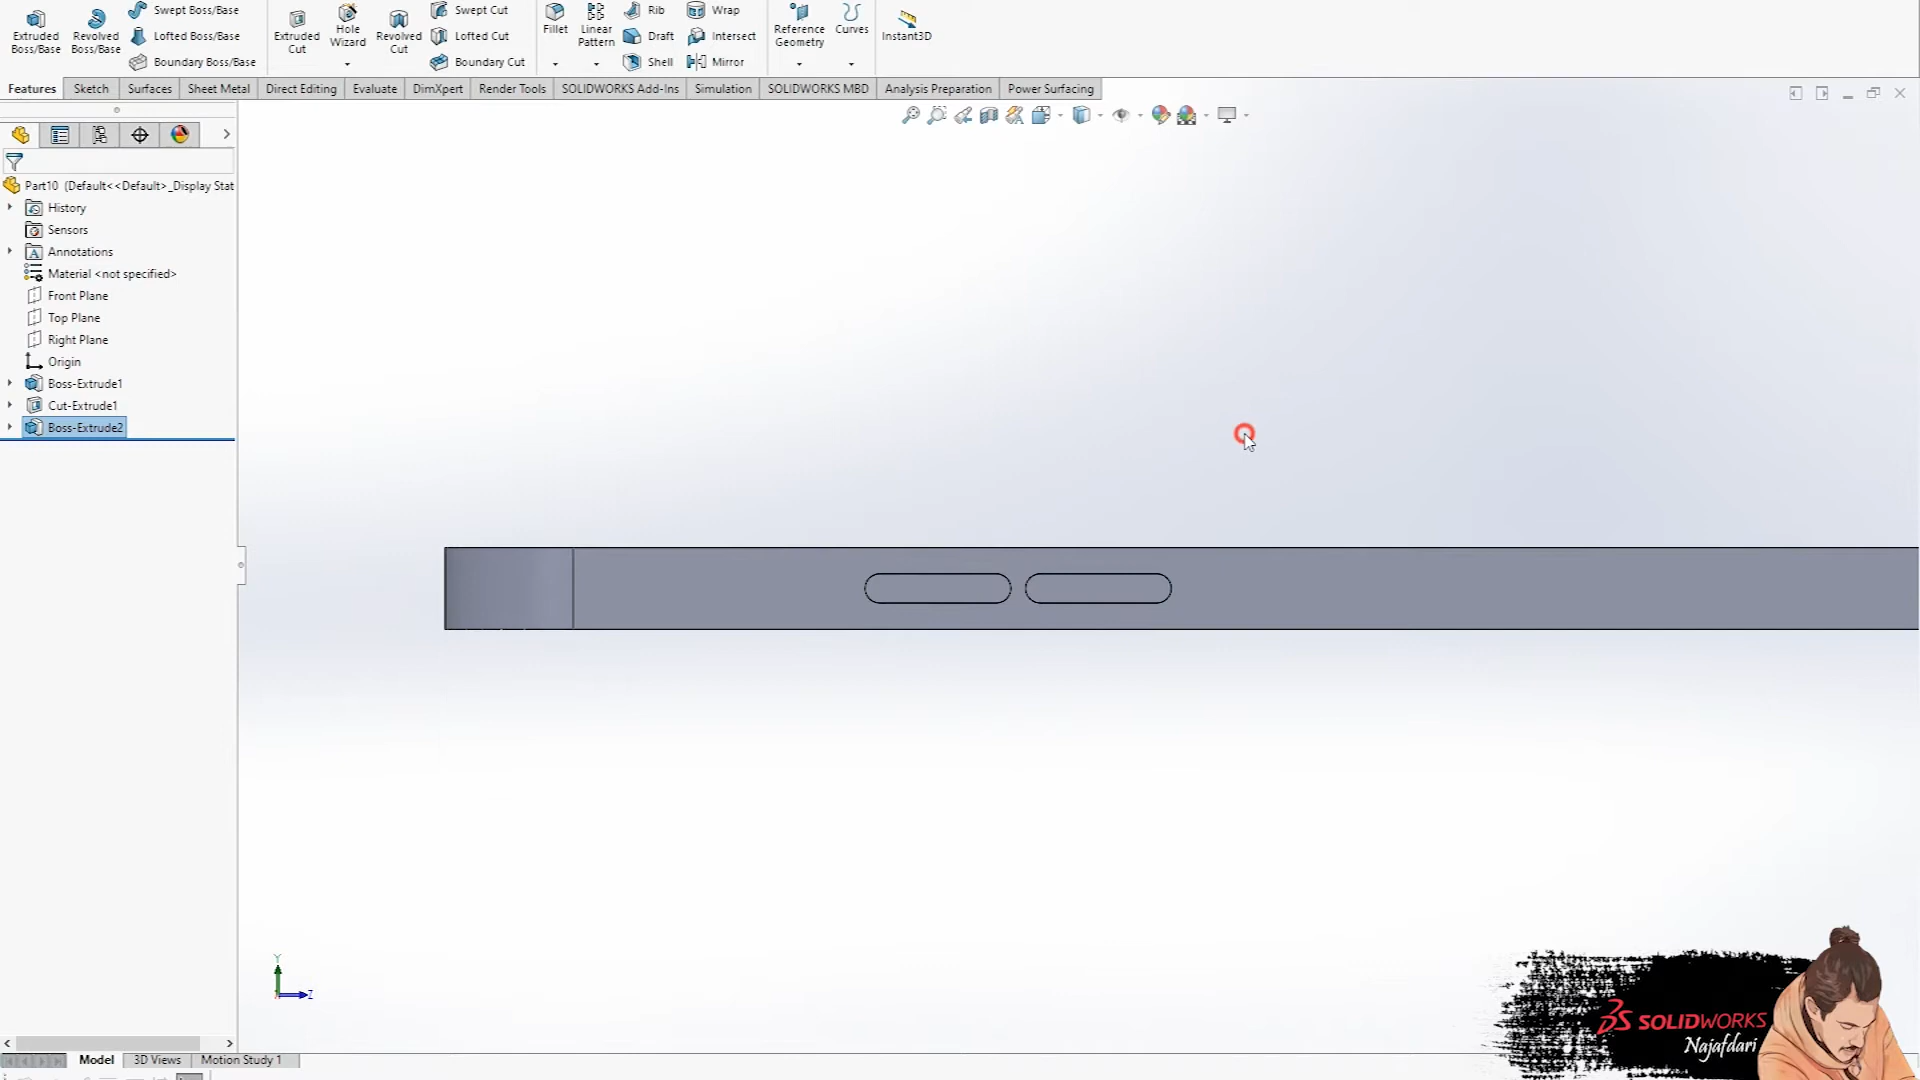 Extruded Boss/Base
Revolved Boss/Base
Swept Boss/Base
Lofted Boss/Base
Boundary Boss/Base
Extruded Cut
Hole Wizard
Revolved Cut
Swept Cut
Lofted Cut
Boundary Cut
Fillet
Linear Pattern
Rib
Draft
Shell
Wrap
Intersect
Mirror
Reference Geometry
Curves
Instant3D
Features Sketch Surfaces Sheet Metal Direct Editing Evaluate DimXpert Render Tools SOLIDWORKS Add-Ins Simulation SOLIDWORKS MBD Analysis Preparation Power Surfacing
Part10 (Default<<Default>_Display Stat
History
Sensors
Annotations
Material <not specified>
Front Plane
Top Plane
Right Plane
Origin
Boss-Extrude1
Cut-Extrude1
Boss-Extrude2
Y
Z
SOLIDWORKS
Najafdari
Model 3D Views Motion Study 1